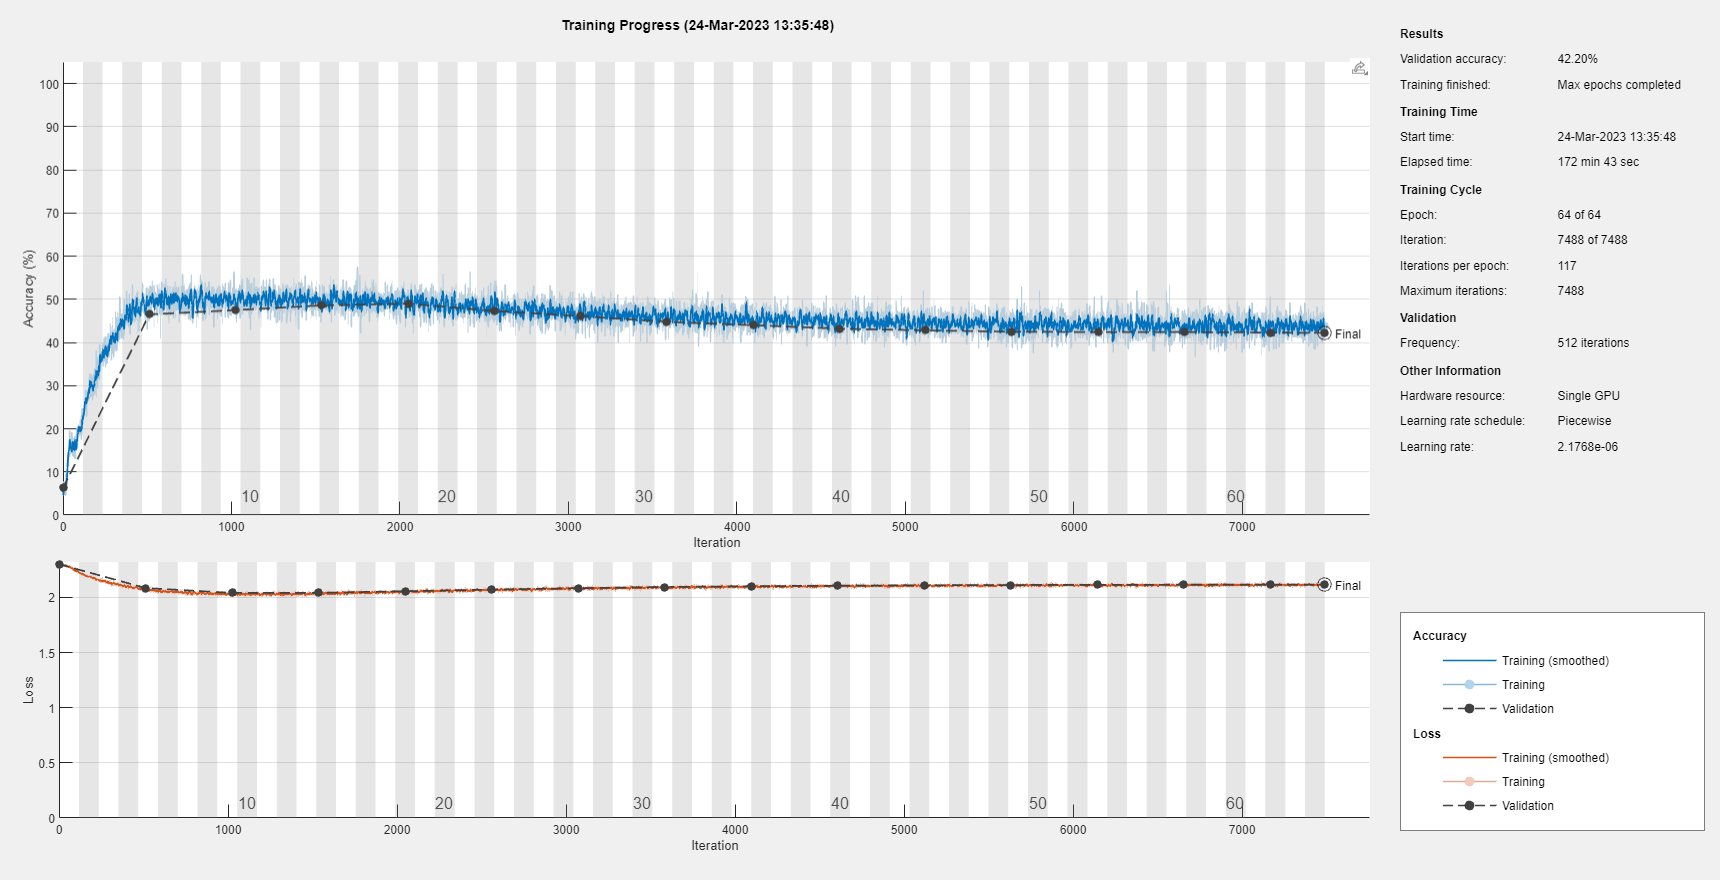 Training Progress (24-Mar-2023 13:35:48)
100
90
80
70
60
50
40
30
20
10
0
Accuracy (%)
Final
10 20 30 40 50 60
0 1000 2000 3000 4000 5000 6000 7000
Iteration
2
1.5
1
0.5
0
Loss
Final
10 20 30 40 50 60
0 1000 2000 3000 4000 5000 6000 7000
Iteration
Results
Validation accuracy: 42.20%
Training finished: Max epochs completed
Training Time
Start time: 24-Mar-2023 13:35:48
Elapsed time: 172 min 43 sec
Training Cycle
Epoch: 64 of 64
Iteration: 7488 of 7488
Iterations per epoch: 117
Maximum iterations: 7488
Validation
Frequency: 512 iterations
Other Information
Hardware resource: Single GPU
Learning rate schedule: Piecewise
Learning rate: 2.1768e-06
Accuracy
Training (smoothed)
Training
Validation
Loss
Training (smoothed)
Training
Validation